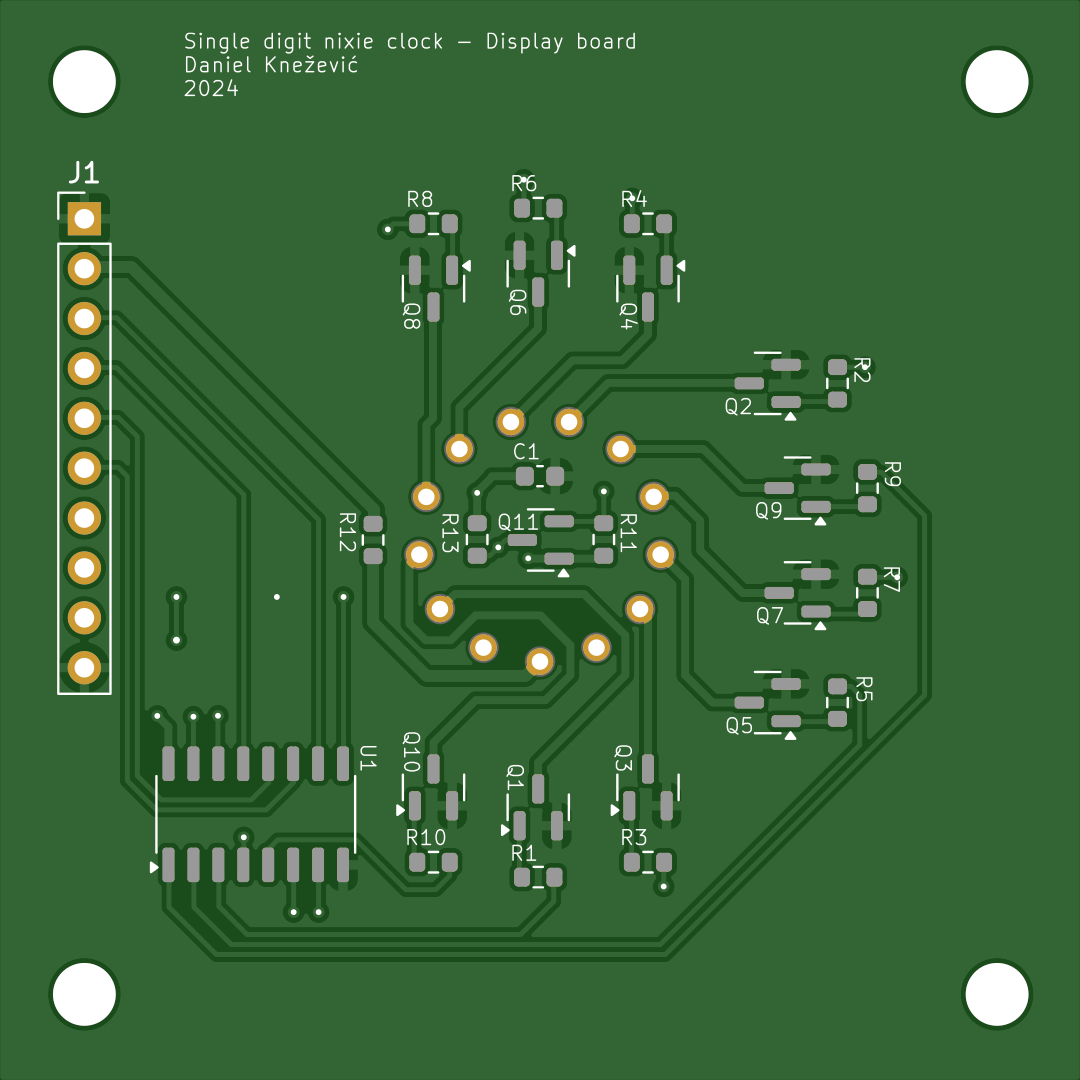 Single digit nixie clock – Display board
Daniel Knežević
2024
J1
R8
R6
R4
Q8
Q6
Q4
R2
Q2
C1
R9
Q9
R12
R13
Q11
R11
R7
Q7
R5
Q5
U1
Q10
Q1
Q3
R10
R1
R3